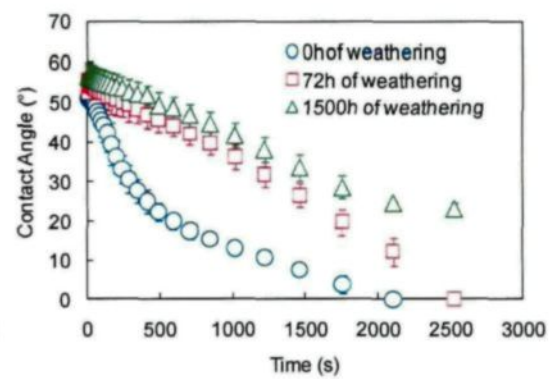 70
60
50
40
30
20
10
0
Contact Angle (°)
0hof weathering
72h of weathering
1500h of weathering
0 500 1000 1500 2000 2500 3000
Time (s)